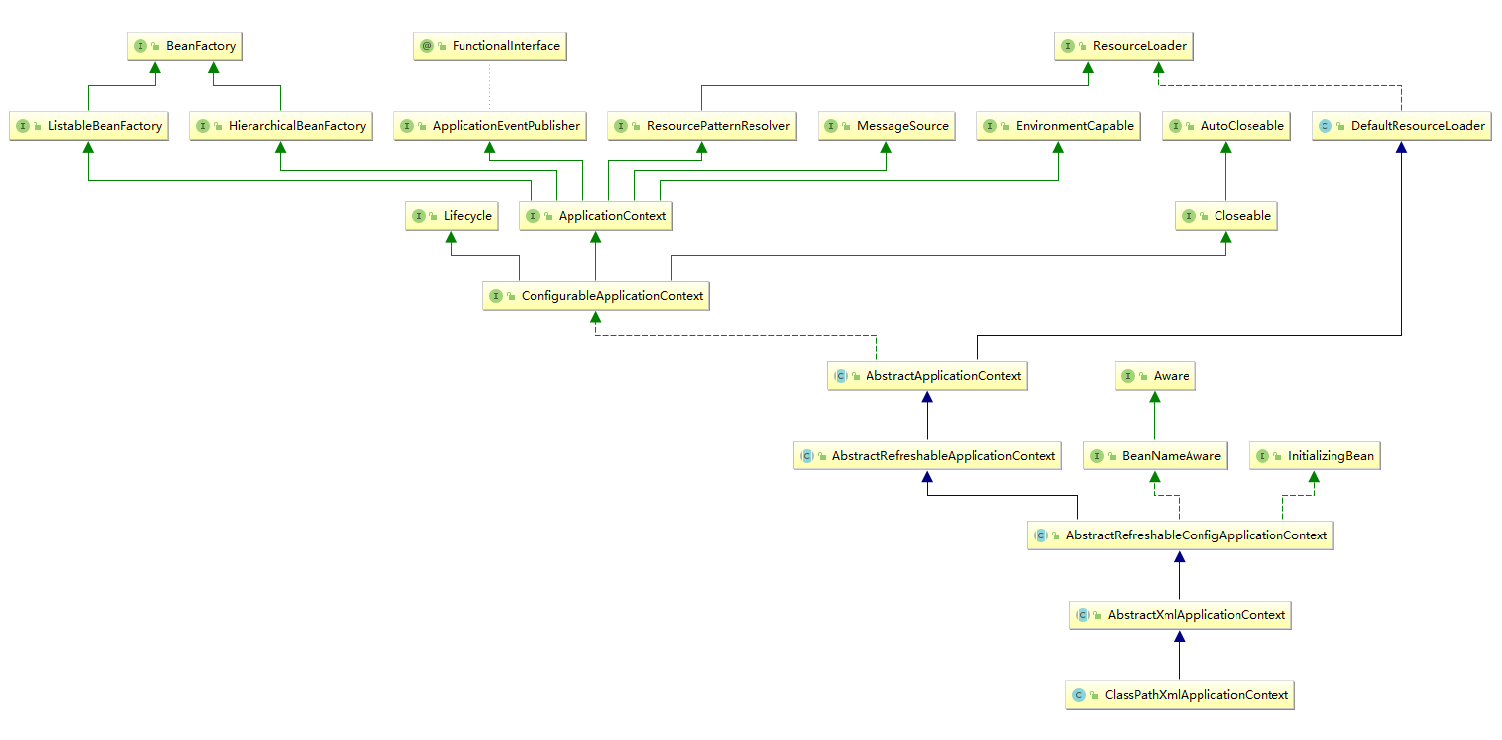 BeanFactory
FunctionalInterface
ResourceLoader
ListableBeanFactory
HierarchicalBeanFactory
ApplicationEventPublisher
ResourcePatternResolver
MessageSource
EnvironmentCapable
AutoCloseable
DefaultResourceLoader
Lifecycle
ApplicationContext
Closeable
ConfigurableApplicationContext
AbstractApplicationContext
Aware
AbstractRefreshableApplicationContext
BeanNameAware
InitializingBean
AbstractRefreshableConfigApplicationContext
AbstractXmlApplicationContext
ClassPathXmlApplicationContext